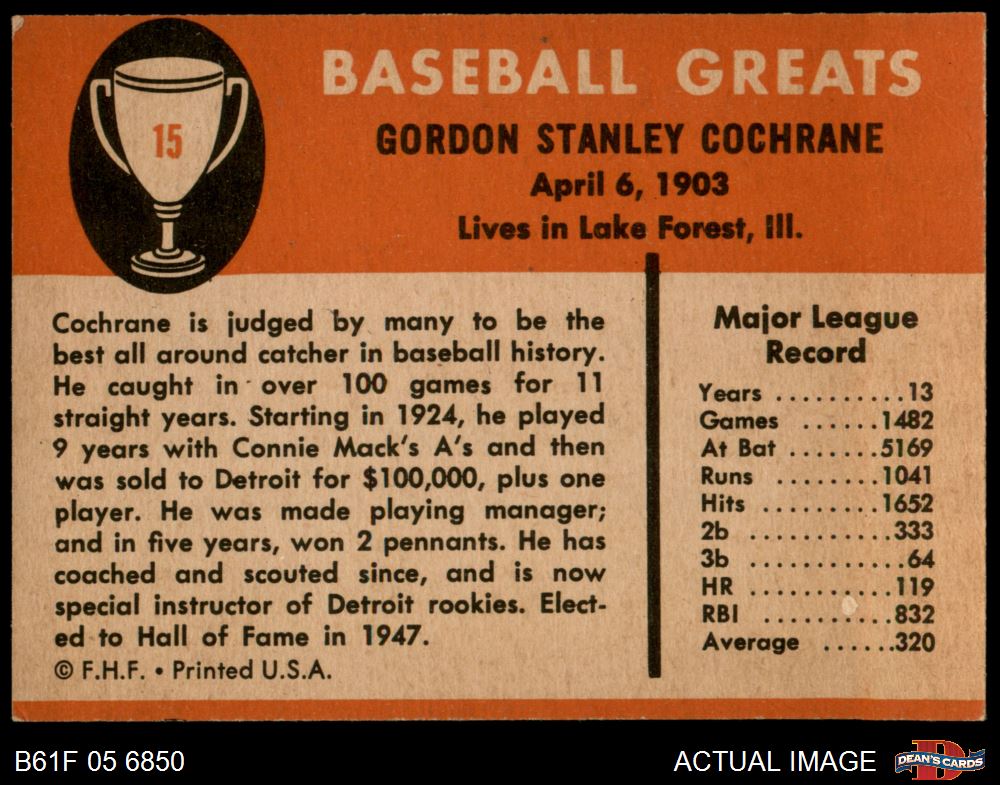 15
BASEBALL GREATS
GORDON STANLEY COCHRANE
April 6, 1903
Lives in Lake Forest, Ill.
Cochrane is judged by many to be the
best all around catcher in baseball history.
He caught in over 100 games for 11
straight years. Starting in 1924, he played
9 years with Connie Mack's A's and then
was sold to Detroit for $100,000, plus one
player. He was made playing manager;
and in five years, won 2 pennants. He has
coached and scouted since, and is now
special instructor of Detroit rookies. Elect-
ed to Hall of Fame in 1947.
© F.H.F. • Printed U.S.A.
Major League
Record
Years ..........13
Games ......1482
At Bat .......5169
Runs ........1041
Hits .........1652
2b ...........333
3b ............64
HR ...........119
RBI ..........832
Average ......320
B61F 05 6850
ACTUAL IMAGE
D
DEAN'S CARDS